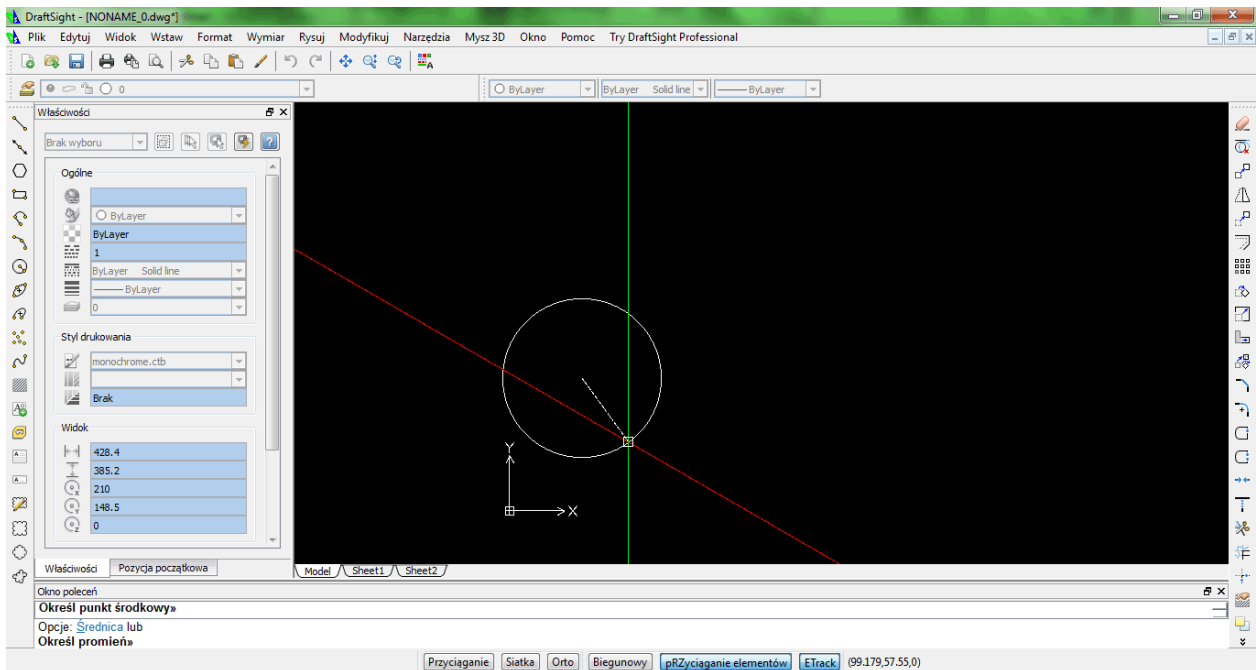 DraftSight - [NONAME_0.dwg*]
Plik Edytuj Widok Wstaw Format Wymiar Rysuj Modyfikuj Narzędzia Mysz 3D Okno Pomoc Try DraftSight Professional
0 ByLayer ByLayer Solid line ByLayer
Właściwości
Brak wyboru
Ogólne
ByLayer
ByLayer
1
ByLayer Solid line
ByLayer
0
Styl drukowania
monochrome.ctb
Brak
Widok
428.4
385.2
210
148.5
0
Y
X
Właściwości Pozycja początkowa
Model Sheet1 Sheet2
Okno poleceń
Określ punkt środkowy»
Opcje: Średnica lub
Określ promień»
Przyciąganie Siatka Orto Biegunowy pRZyciąganie elementów ETrack (99.179,57.55,0)